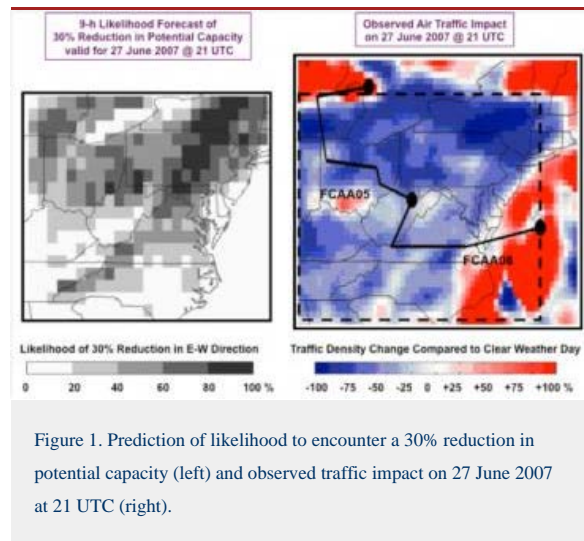 9-h Likelihood Forecast of
30% Reduction in Potential Capacity
valid for 27 June 2007 @ 21 UTC
Observed Air Traffic Impact
on 27 June 2007 @ 21 UTC
FCAA05
FCAA08
Likelihood of 30% Reduction in E-W Direction
0 20 40 60 80 100 %
Traffic Density Change Compared to Clear Weather Day
-100 -75 -50 -25 0 +25 +50 +75 +100 %
Figure 1. Prediction of likelihood to encounter a 30% reduction in
potential capacity (left) and observed traffic impact on 27 June 2007
at 21 UTC (right).